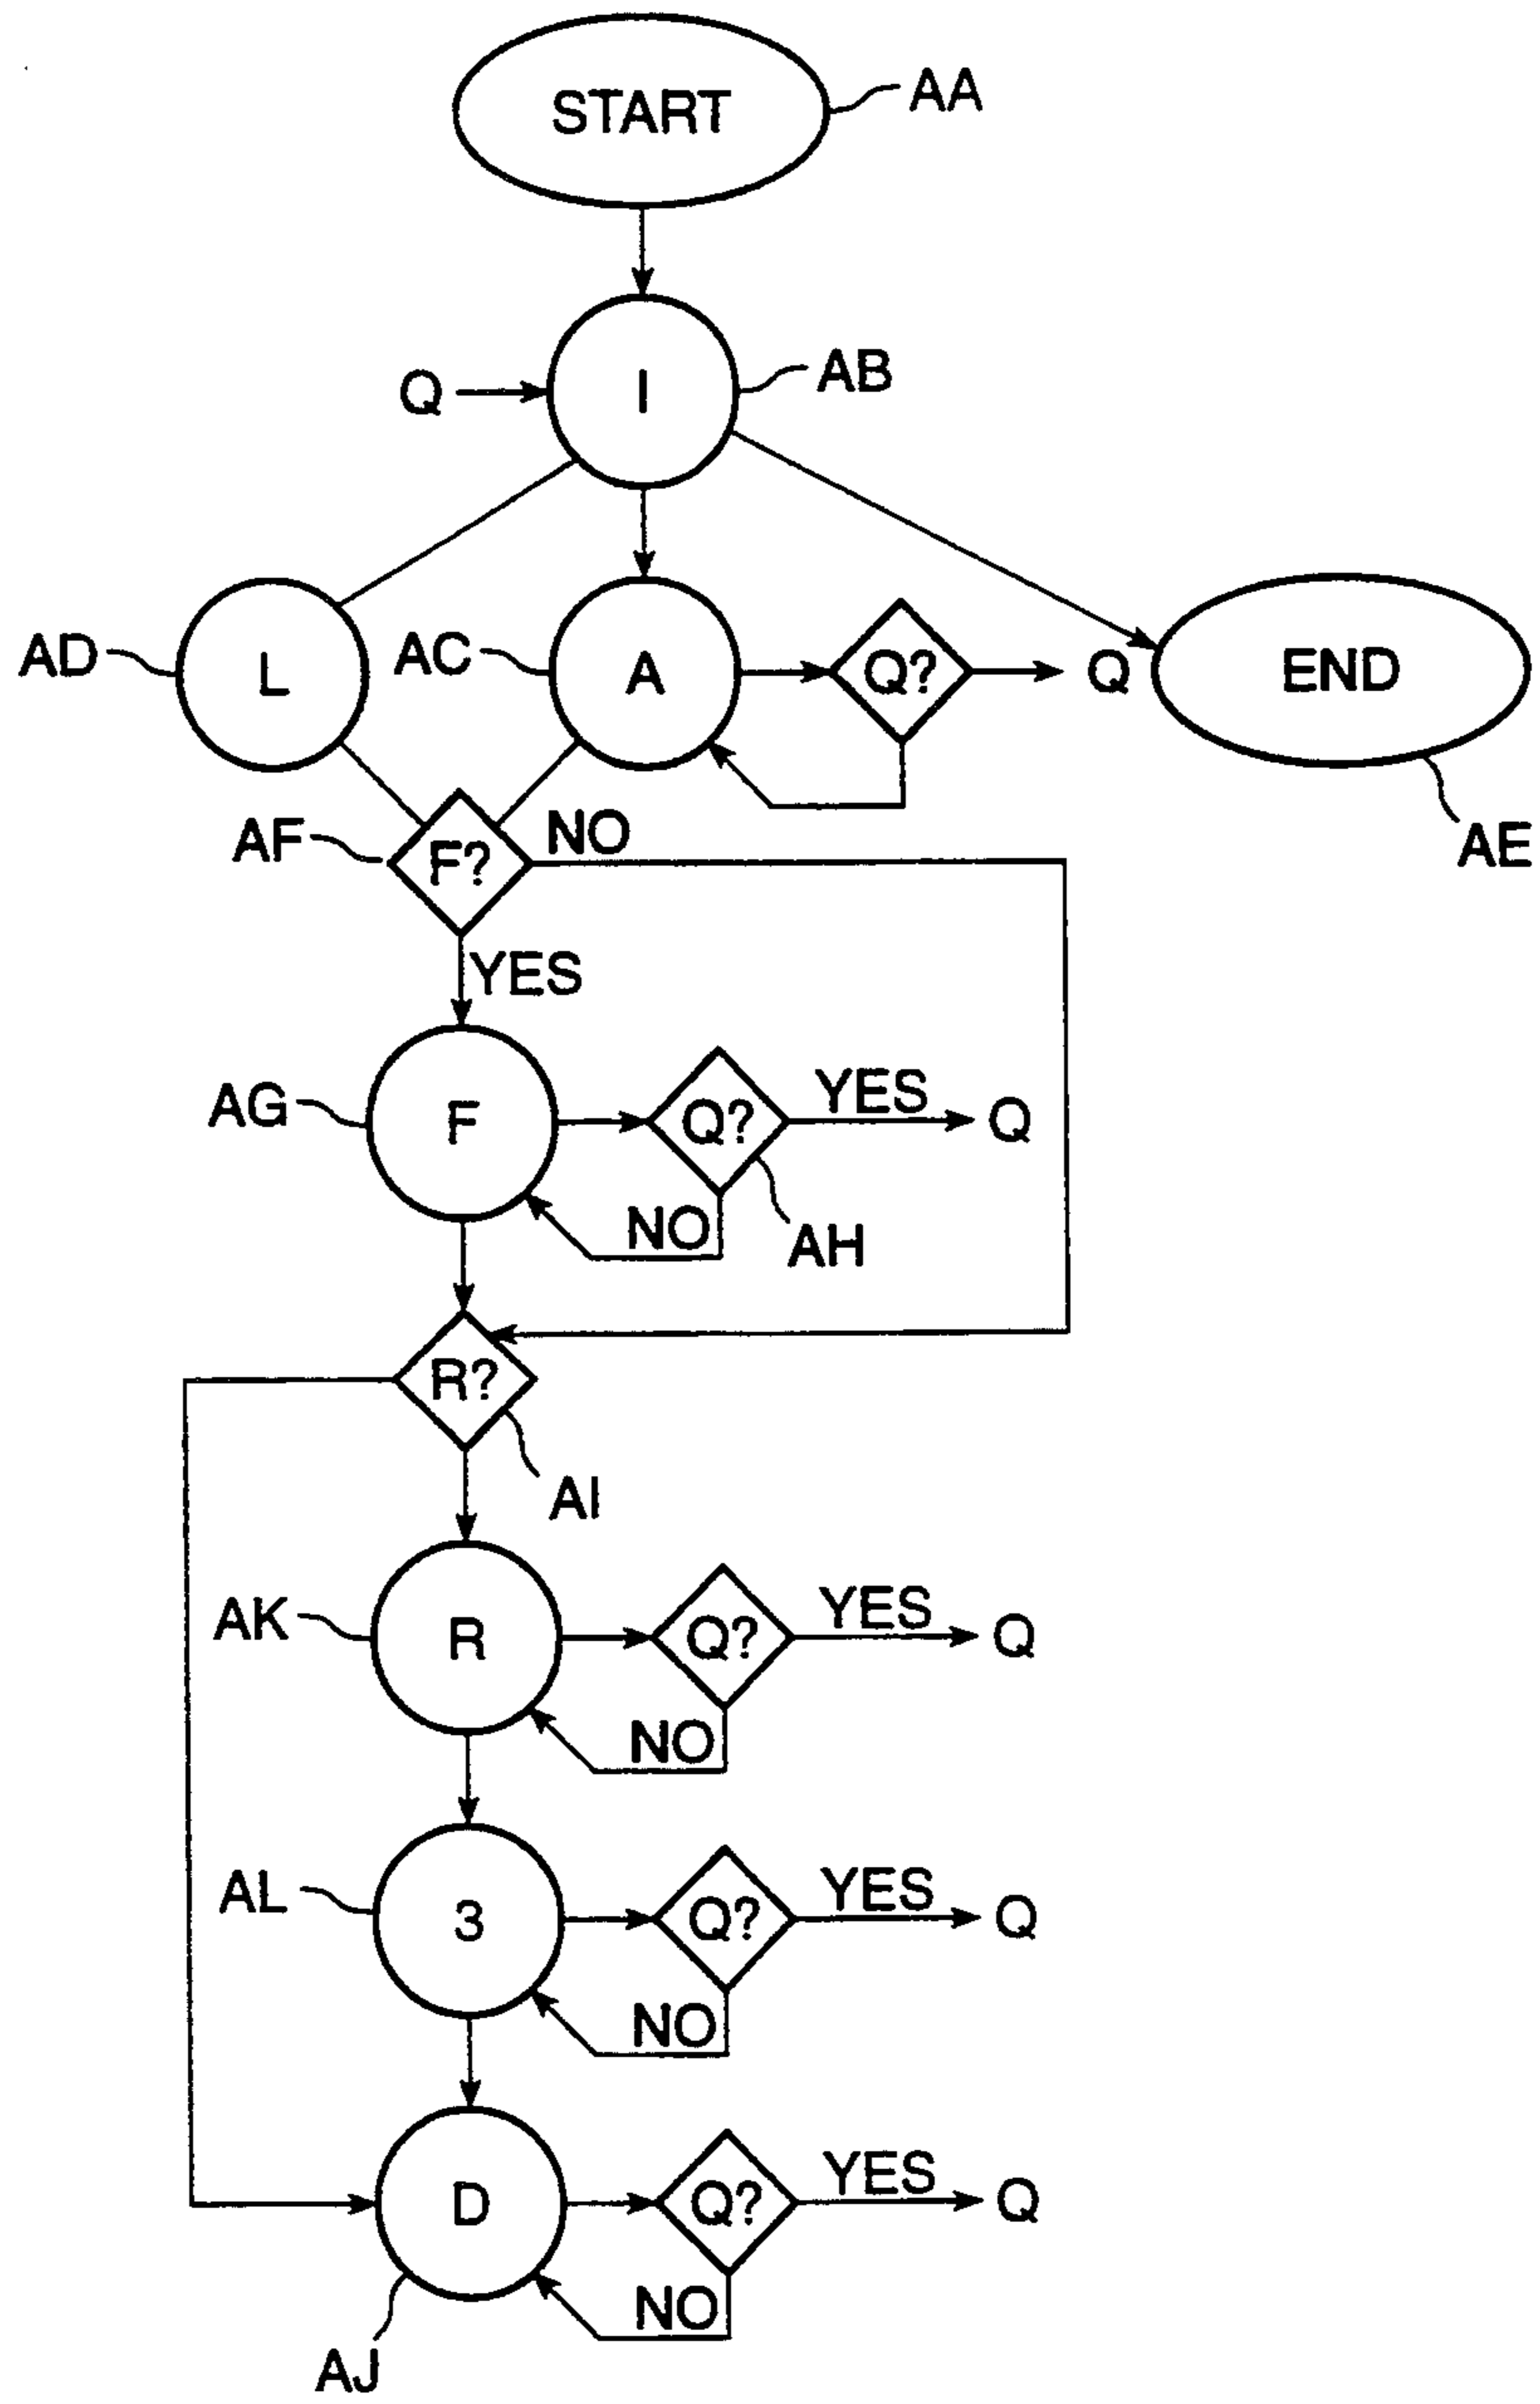 START
AA
Q
I
AB
AD
L
AC
A
Q?
Q
END
AE
AF
F?
NO
YES
AG
F
Q?
YES
Q
NO
AH
R?
AI
AK
R
Q?
YES
Q
NO
AL
3
Q?
YES
Q
NO
D
Q?
YES
Q
NO
AJ